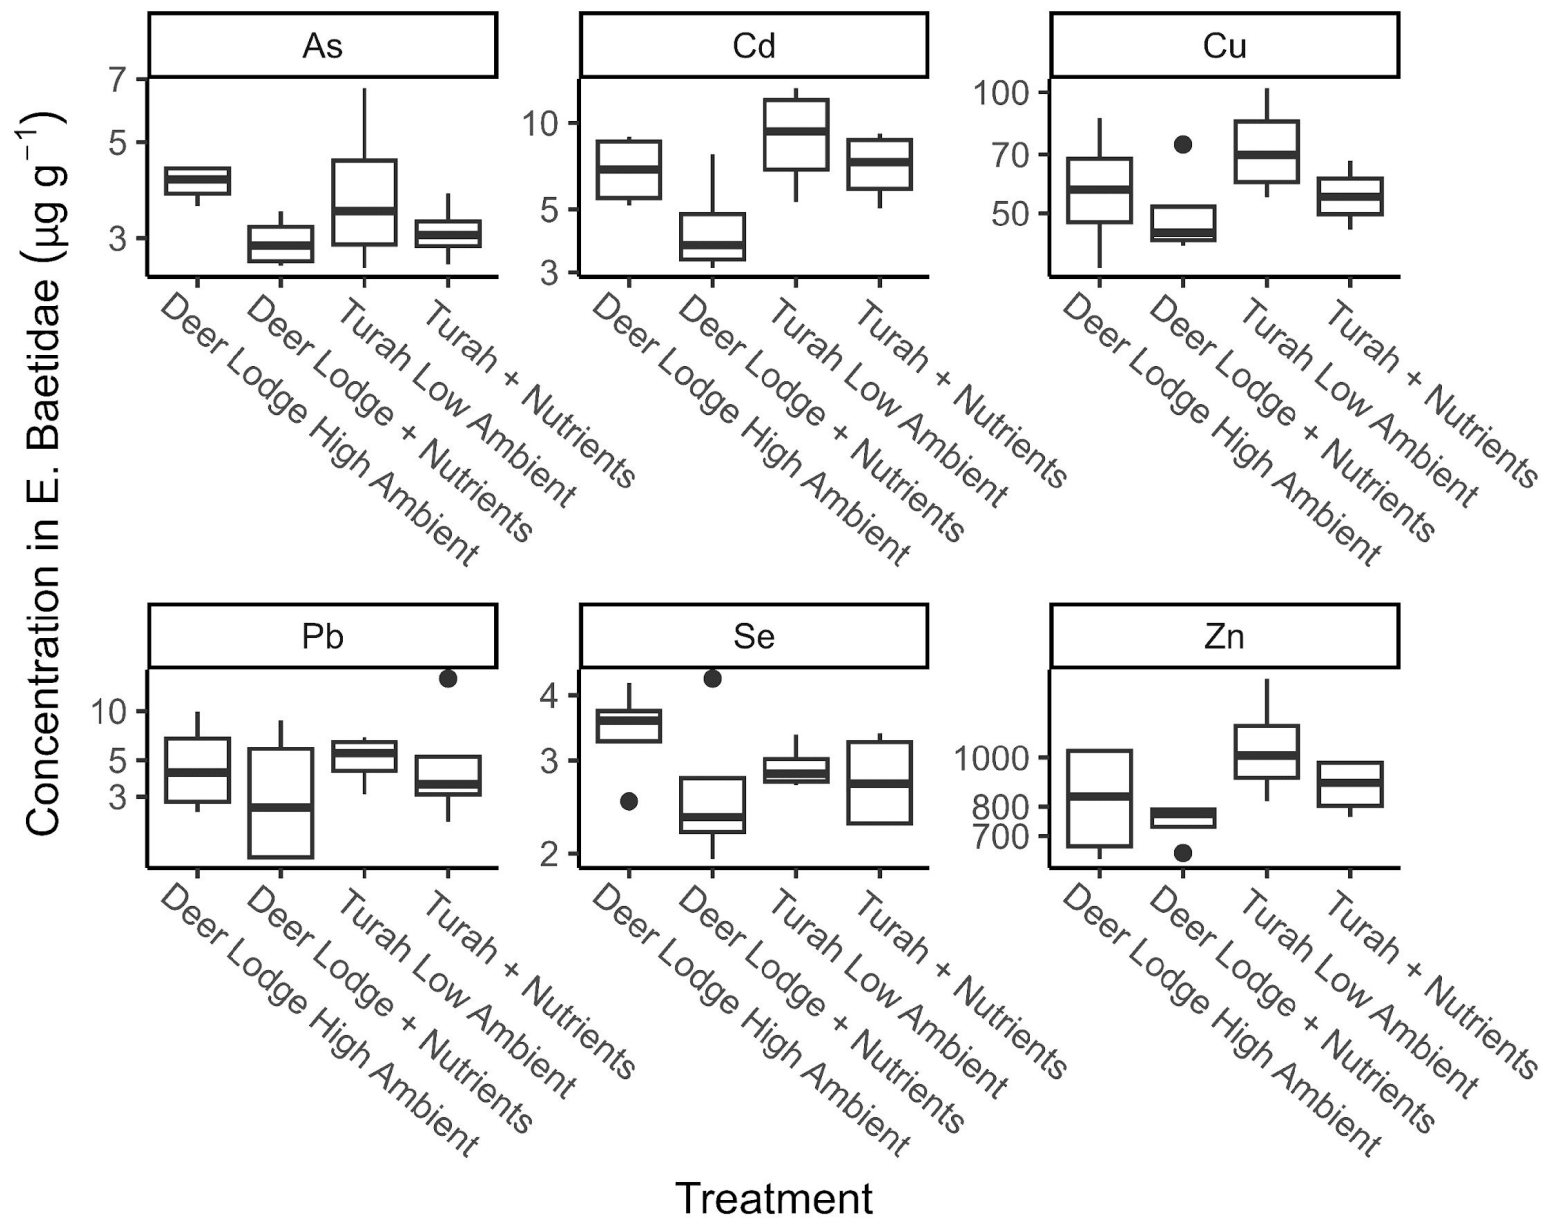 Concentration in E. Baetidae (µg g⁻¹)
As
7
5
3
Deer Lodge High Ambient
Deer Lodge + Nutrients
Turah Low Ambient
Turah + Nutrients
Cd
10
5
3
Deer Lodge High Ambient
Deer Lodge + Nutrients
Turah Low Ambient
Turah + Nutrients
Cu
100
70
50
Deer Lodge High Ambient
Deer Lodge + Nutrients
Turah Low Ambient
Turah + Nutrients
Pb
10
5
3
Deer Lodge High Ambient
Deer Lodge + Nutrients
Turah Low Ambient
Turah + Nutrients
Se
4
3
2
Deer Lodge High Ambient
Deer Lodge + Nutrients
Turah Low Ambient
Turah + Nutrients
Zn
1000
800
700
Deer Lodge High Ambient
Deer Lodge + Nutrients
Turah Low Ambient
Turah + Nutrients
Treatment